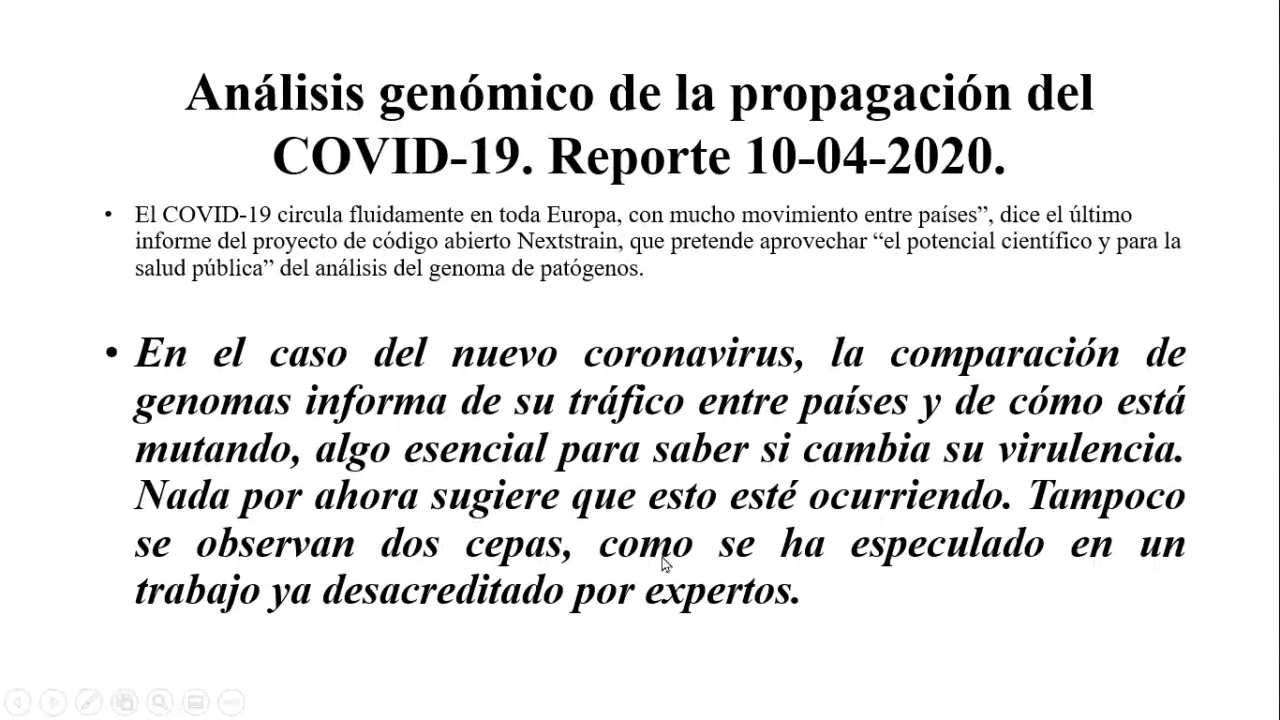 Análisis genómico de la propagación del
COVID-19. Reporte 10-04-2020.
• El COVID-19 circula fluidamente en toda Europa, con mucho movimiento entre países”, dice el último
informe del proyecto de código abierto Nextstrain, que pretende aprovechar “el potencial científico y para la
salud pública” del análisis del genoma de patógenos.
• En el caso del nuevo coronavirus, la comparación de
genomas informa de su tráfico entre países y de cómo está
mutando, algo esencial para saber si cambia su virulencia.
Nada por ahora sugiere que esto esté ocurriendo. Tampoco
se observan dos cepas, como se ha especulado en un
trabajo ya desacreditado por expertos.